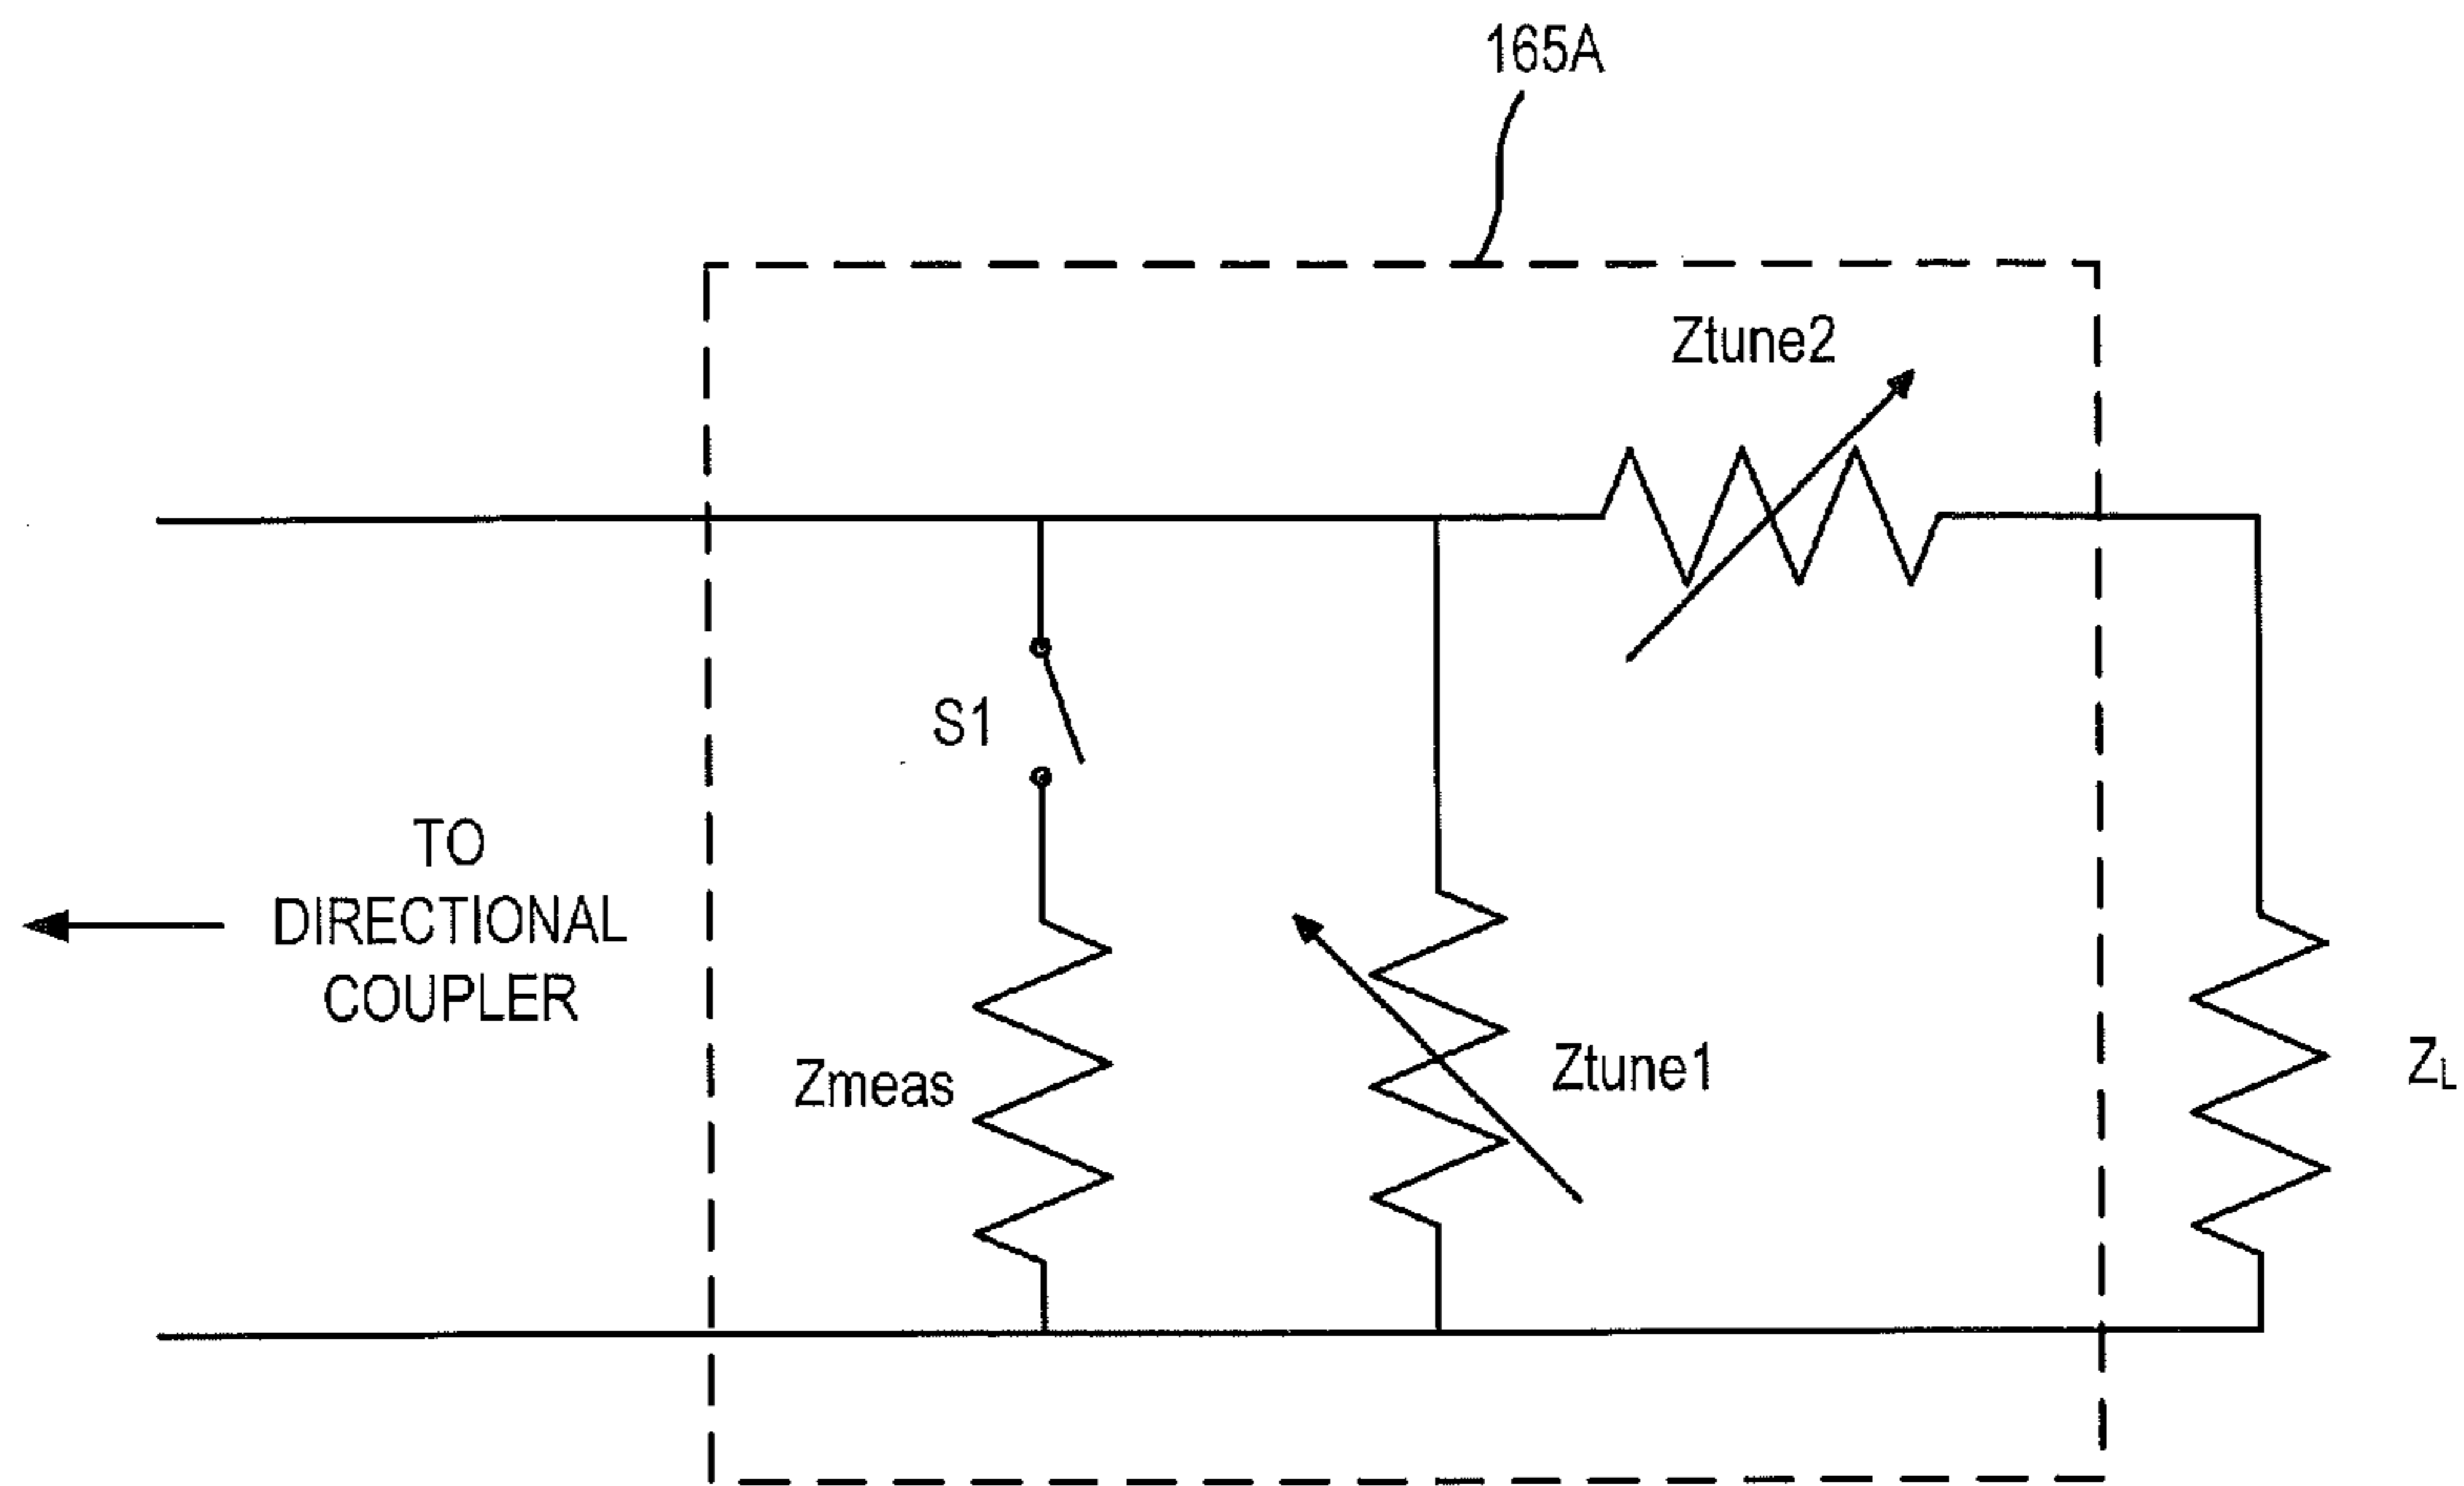 165A
Ztune2
S1
TO
DIRECTIONAL
COUPLER
Zmeas
Ztune1
ZL